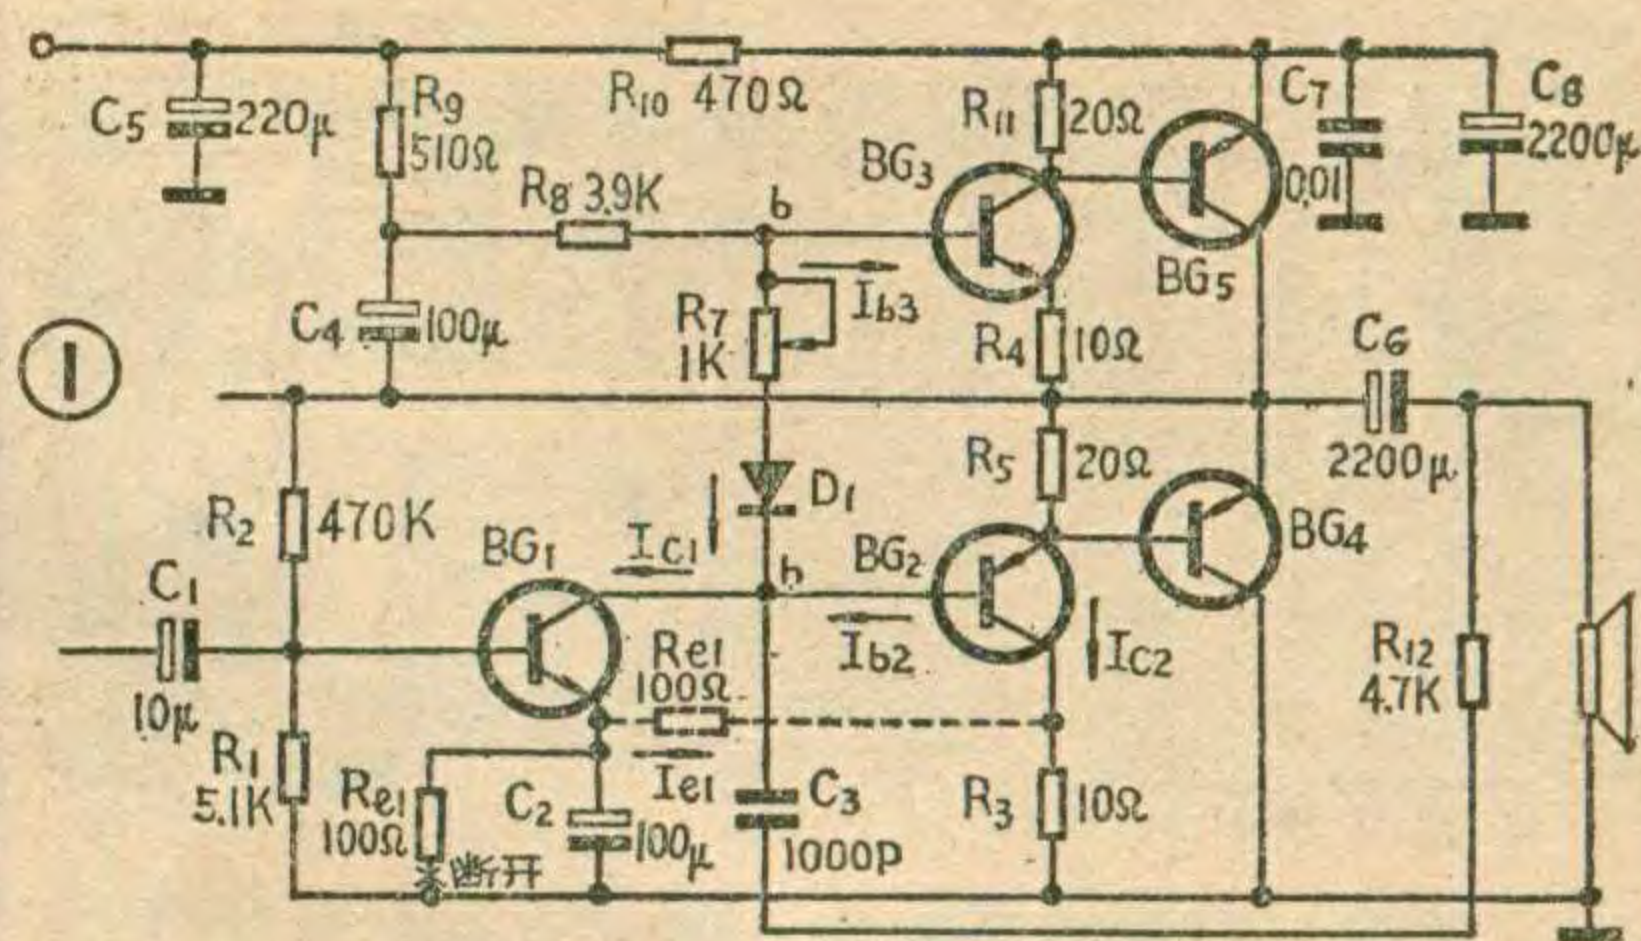 C5
220μ
R9
510Ω
R10 470Ω
R11
20Ω
C7
0.01
C8
2200μ
BG3
BG5
R8 3.9K
b
Ib3
C4
100μ
R7
1K
R4
10Ω
C6
2200μ
1
R2
470K
R5
20Ω
D1
BG1
Ic1
b
BG2
BG4
C1
10μ
Re1
100Ω
Ib2
Ic2
R12
4.7K
R1
5.1K
Re1
100Ω
C2
100μ
Ie1
C3
1000P
R3
10Ω
断开